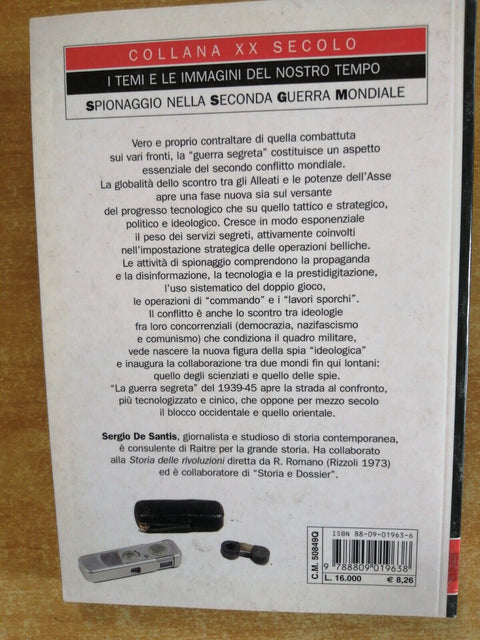 COLLANA XX SECOLO
I TEMI E LE IMMAGINI DEL NOSTRO TEMPO
SPIONAGGIO NELLA SECONDA GUERRA MONDIALE
Vero e proprio contraltare di quella combattuta
sui vari fronti, la "guerra segreta" costituisce un aspetto
essenziale del secondo conflitto mondiale.
La globalità dello scontro tra gli Alleati e le potenze dell'Asse
apre una fase nuova sia sul versante
del progresso tecnologico che su quello tattico e strategico,
politico e ideologico. Cresce in modo esponenziale
il peso dei servizi segreti, attivamente coinvolti
nell'impostazione strategica delle operazioni belliche.
Le attività di spionaggio comprendono la propaganda
e la disinformazione, la tecnologia e la prestidigitazione,
l'uso sistematico del doppio gioco,
le operazioni di "commando" e i "lavori sporchi".
Il conflitto è anche lo scontro tra ideologie
fra loro concorrenziali (democrazia, nazifascismo
e comunismo) che condiziona il quadro militare,
vede nascere la nuova figura della spia "ideologica"
e inaugura la collaborazione tra due mondi fin qui lontani:
quello degli scienziati e quello delle spie.
"La guerra segreta" del 1939-45 apre la strada al confronto,
più tecnologizzato e cinico, che oppone per mezzo secolo
il blocco occidentale e quello orientale.
Sergio De Santis, giornalista e studioso di storia contemporanea,
è consulente di Raitre per la grande storia. Ha collaborato
alla Storia delle rivoluzioni diretta da R. Romano (Rizzoli 1973)
ed è collaboratore di "Storia e Dossier".
C.M. 50849Q
ISBN 88-09-01963-6
9 788809 019638
L. 16.000 € 8,26